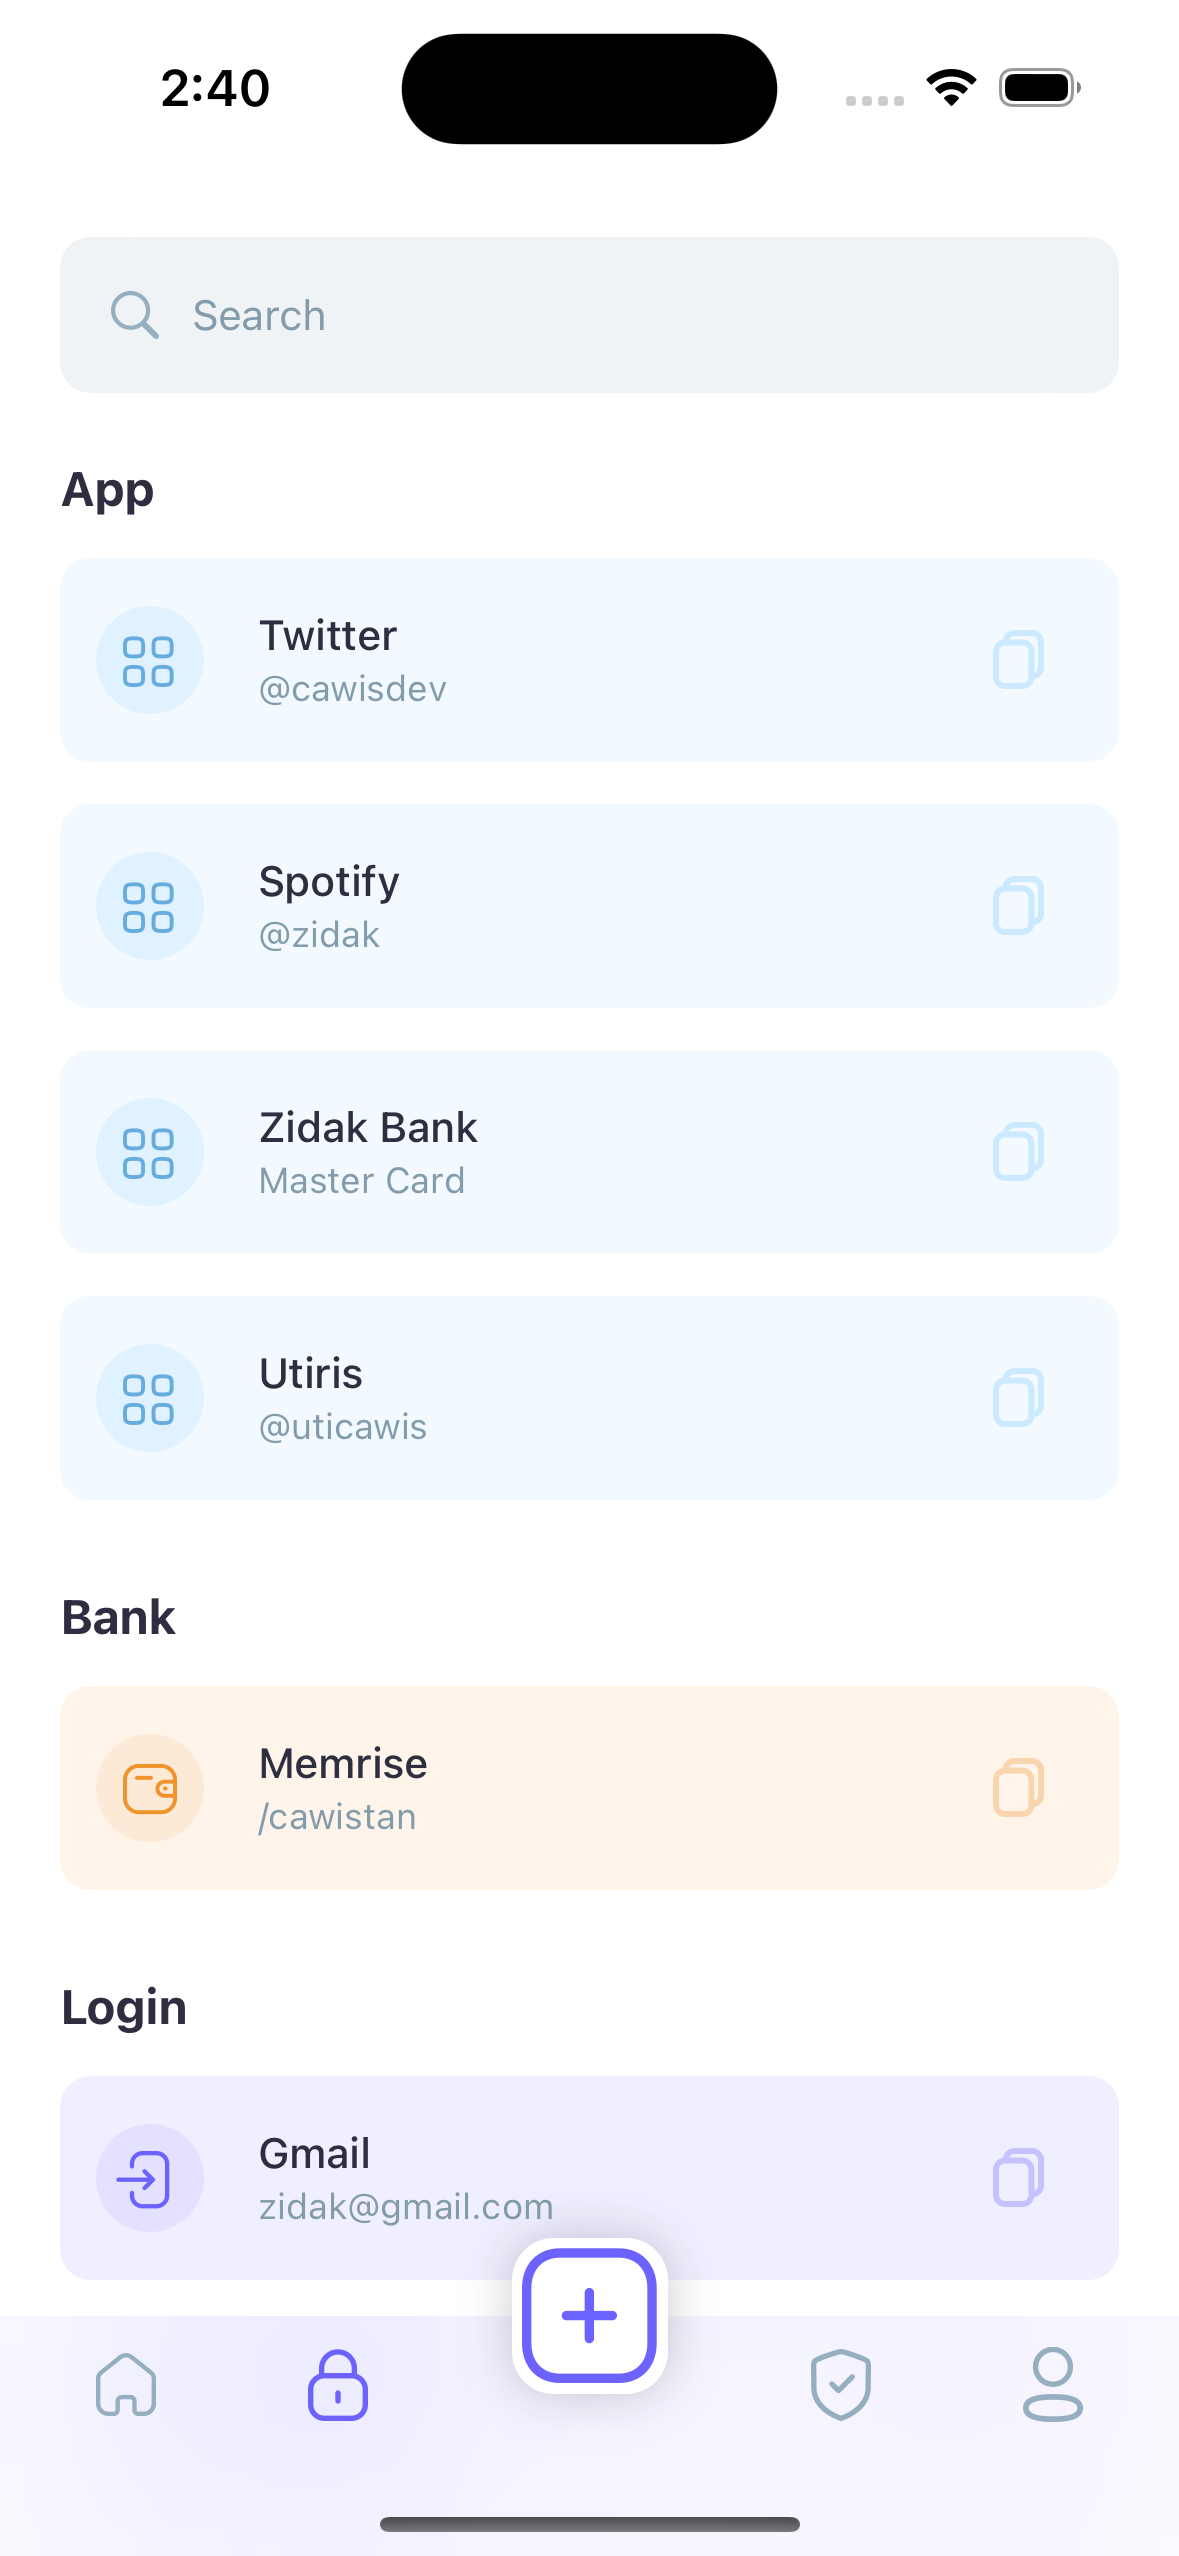 2:40
Search
App
Twitter
@cawisdev
Spotify
@zidak
Zidak Bank
Master Card
Utiris
@uticawis
Bank
Memrise
/cawistan
Login
Gmail
zidak@gmail.com